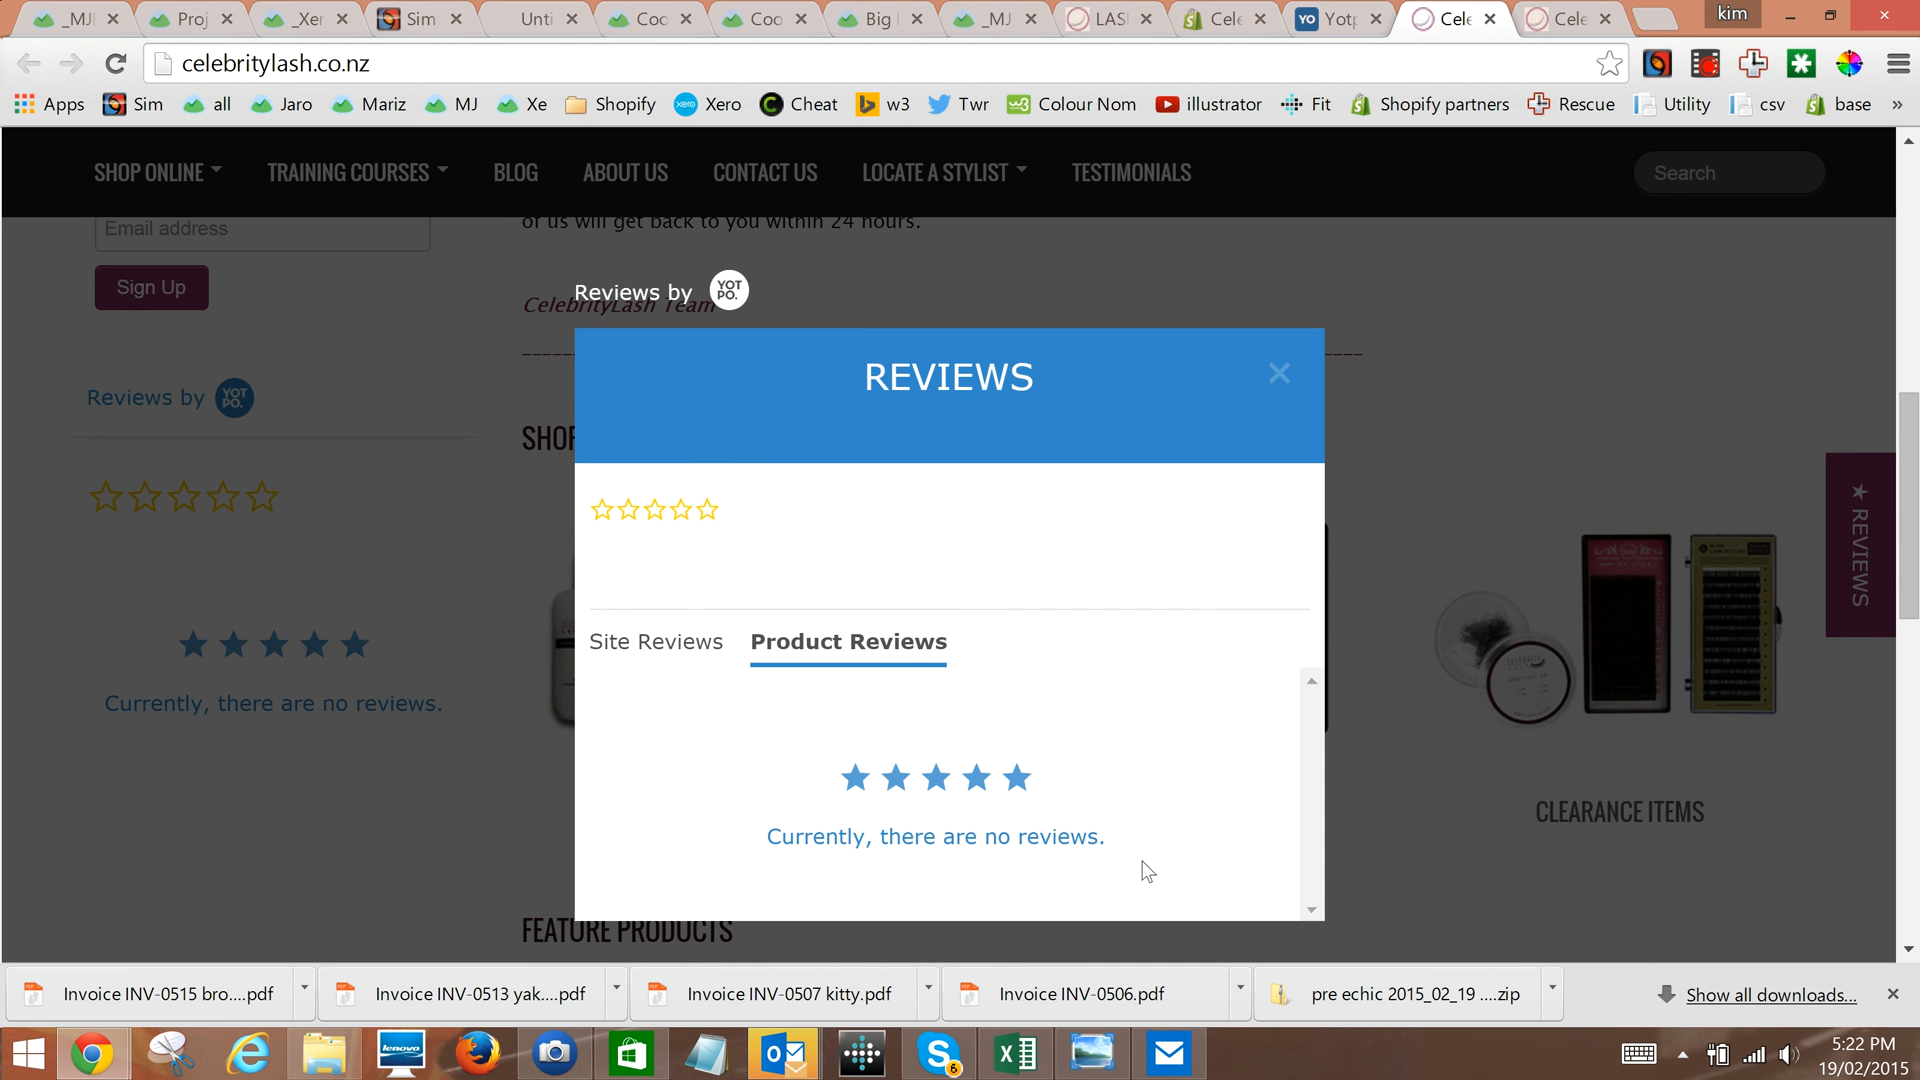 _MJ
Proj
_Xer
Sim
Unti
Coo
Coo
Big
_MJ
LASH
Cele
Yotp
Cele
Cele
kim
celebritylash.co.nz
Apps
Sim
all
Jaro
Mariz
MJ
Xe
Shopify
Xero
Cheat
w3
Twr
Colour Nom
illustrator
Fit
Shopify partners
Rescue
Utility
csv
base
»
SHOP ONLINE
TRAINING COURSES
BLOG
ABOUT US
CONTACT US
LOCATE A STYLIST
TESTIMONIALS
Search
Email address
of us will get back to you within 24 hours.
Sign Up
Reviews by YOT PO.
CelebrityLash Team
REVIEWS
Reviews by YOT PO.
SHOP
★ REVIEWS
Site Reviews
Product Reviews
Currently, there are no reviews.
Currently, there are no reviews.
CLEARANCE ITEMS
FEATURE PRODUCTS
Invoice INV-0515 bro....pdf
Invoice INV-0513 yak....pdf
Invoice INV-0507 kitty.pdf
Invoice INV-0506.pdf
pre echic 2015_02_19 ....zip
Show all downloads...
lenovo
6
5:22 PM
19/02/2015